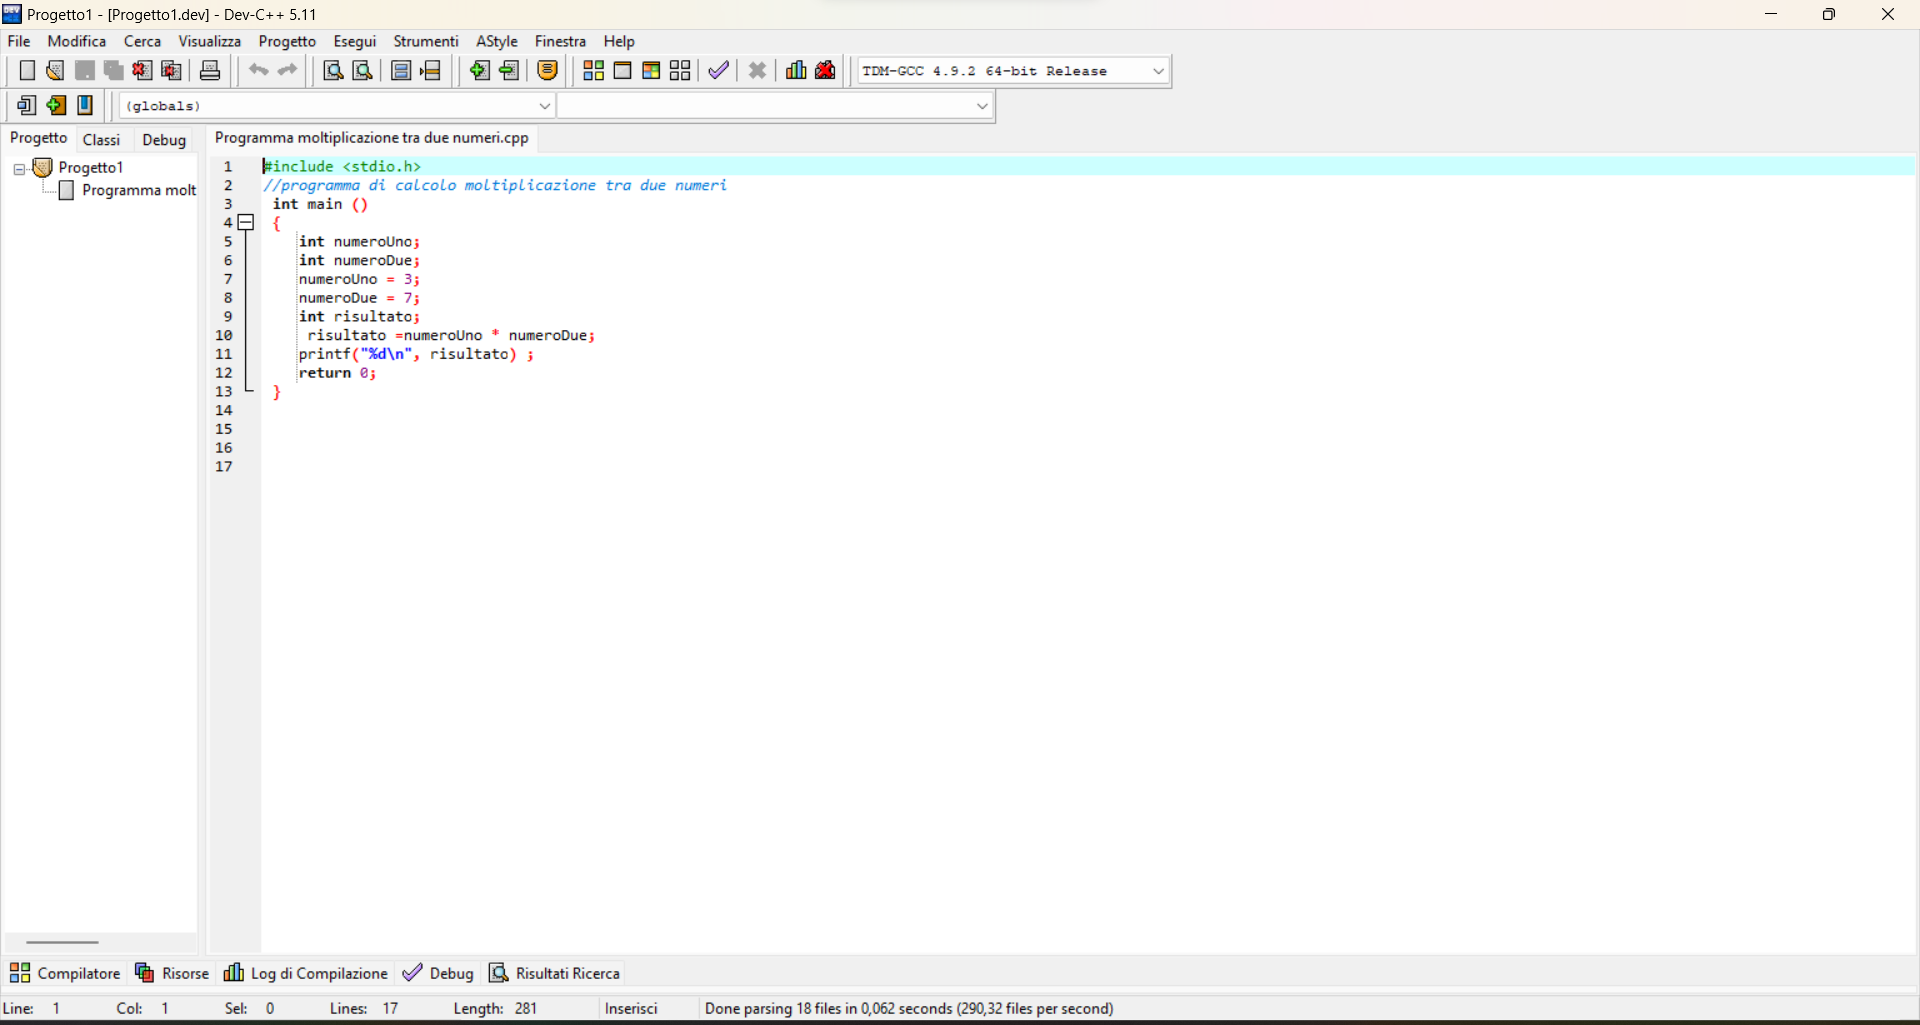 Progetto1 - [Progetto1.dev] - Dev-C++ 5.11
File Modifica Cerca Visualizza Progetto Esegui Strumenti AStyle Finestra Help
TDM-GCC 4.9.2 64-bit Release
(globals)
Progetto Classi Debug
Progetto1
Programma molt
Programma moltiplicazione tra due numeri.cpp
1 #include <stdio.h>
2 //programma di calcolo moltiplicazione tra due numeri
3 int main ()
4 {
5 int numeroUno;
6 int numeroDue;
7 numeroUno = 3;
8 numeroDue = 7;
9 int risultato;
10 risultato =numeroUno * numeroDue;
11 printf("%d\n", risultato) ;
12 return 0;
13 }
14
15
16
17
Compilatore Risorse Log di Compilazione Debug Risultati Ricerca
Line: 1 Col: 1 Sel: 0 Lines: 17 Length: 281 Inserisci Done parsing 18 files in 0,062 seconds (290,32 files per second)